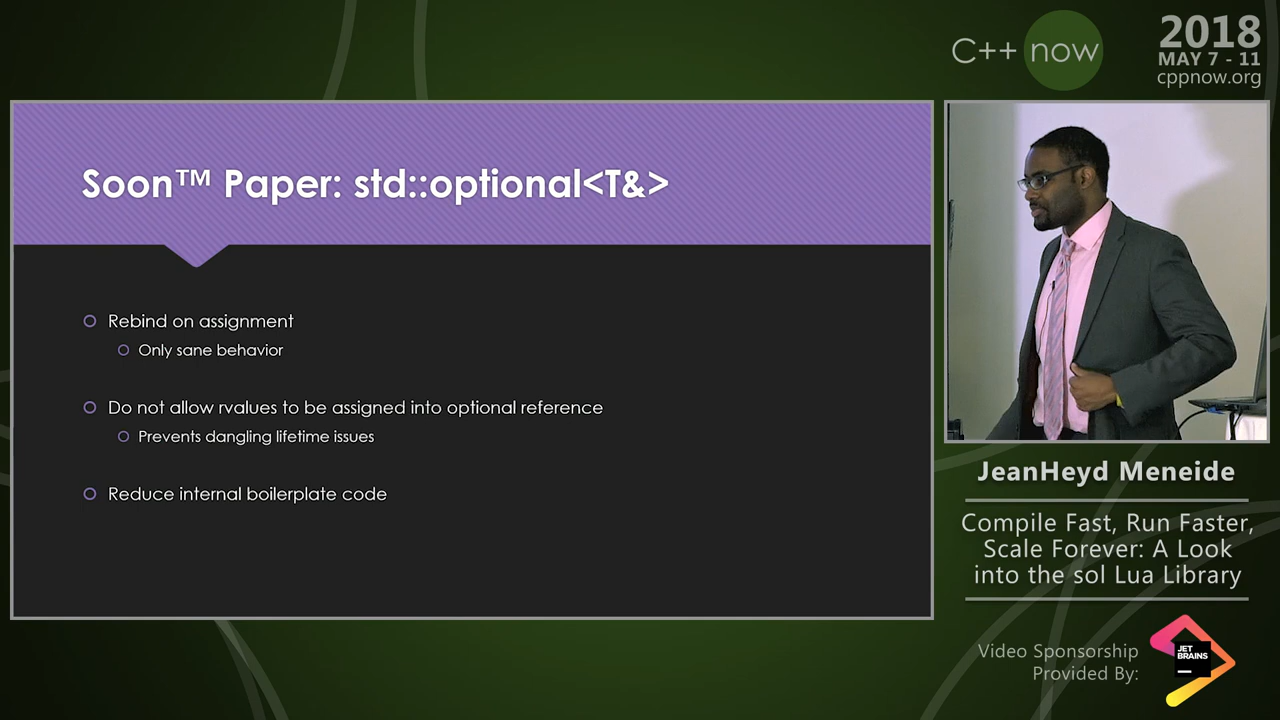 C++ now
2018
MAY 7 - 11
cppnow.org
Soon™ Paper: std::optional<T&>
Rebind on assignment
Only sane behavior
Do not allow rvalues to be assigned into optional reference
Prevents dangling lifetime issues
Reduce internal boilerplate code
JeanHeyd Meneide
Compile Fast, Run Faster,
Scale Forever: A Look
into the sol Lua Library
Video Sponsorship
Provided By:
JET
BRAINS